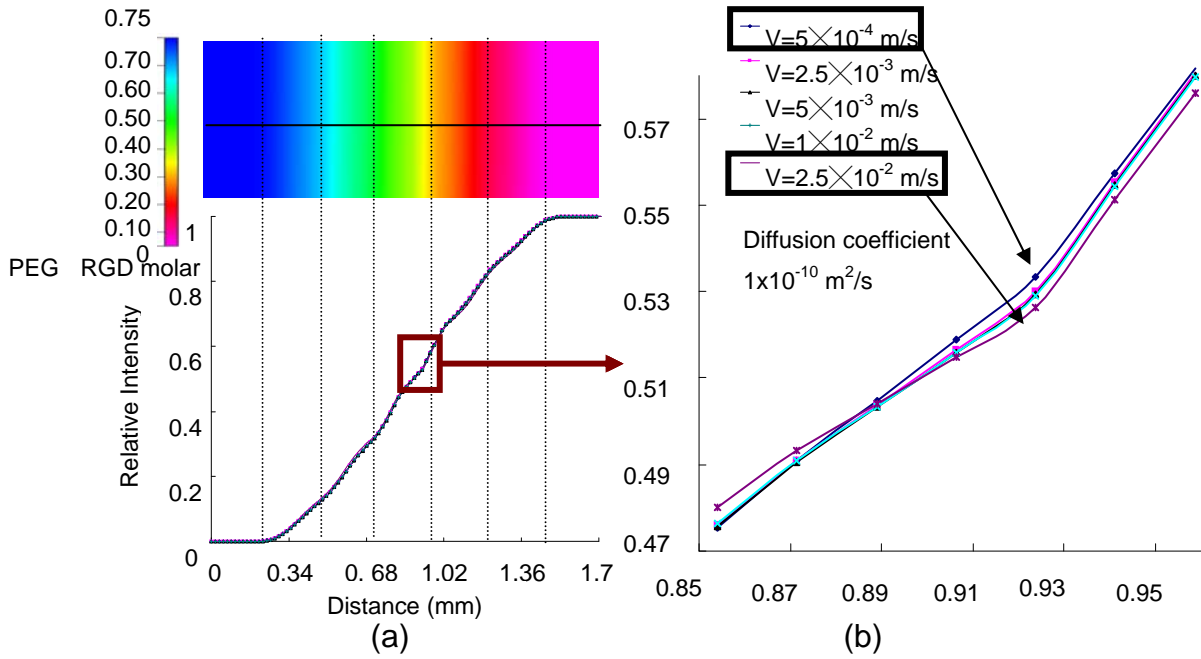 0.75
0.80
0.70
0.60
0.50
0.40
0.30
0.20
0.10
0.00
0
PEG RGD molar
1
0.8
0.6
0.4
0.2
0
Relative Intensity
0 0.34 0. 68 1.02 1.36 1.7
Distance (mm)
(a)
V=5×10-4 m/s
V=2.5×10-3 m/s
V=5×10-3 m/s
V=1×10-2 m/s
V=2.5×10-2 m/s
Diffusion coefficient
1x10-10 m2/s
0.57
0.55
0.53
0.51
0.49
0.47
0.85 0.87 0.89 0.91 0.93 0.95
(b)